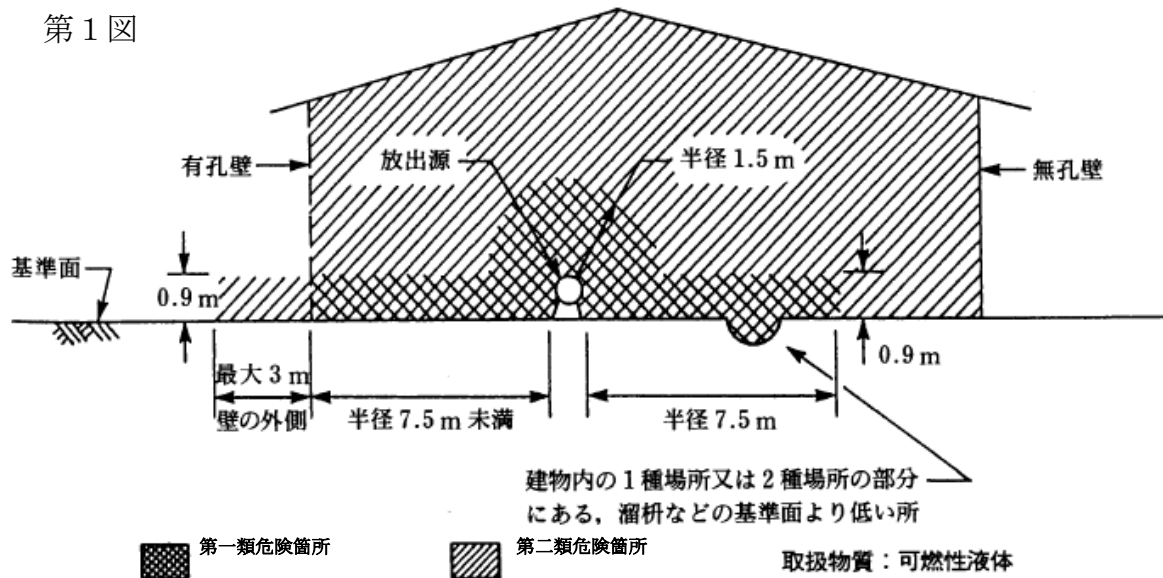 第1図
有孔壁
放出源
半径 1.5 m
無孔壁
基準面
0.9 m
0.9 m
最大 3 m
壁の外側
半径 7.5 m 未満
半径 7.5 m
建物内の 1 種場所又は 2 種場所の部分
にある，溜枡などの基準面より低い所
第一類危険箇所
第二類危険箇所
取扱物質：可燃性液体